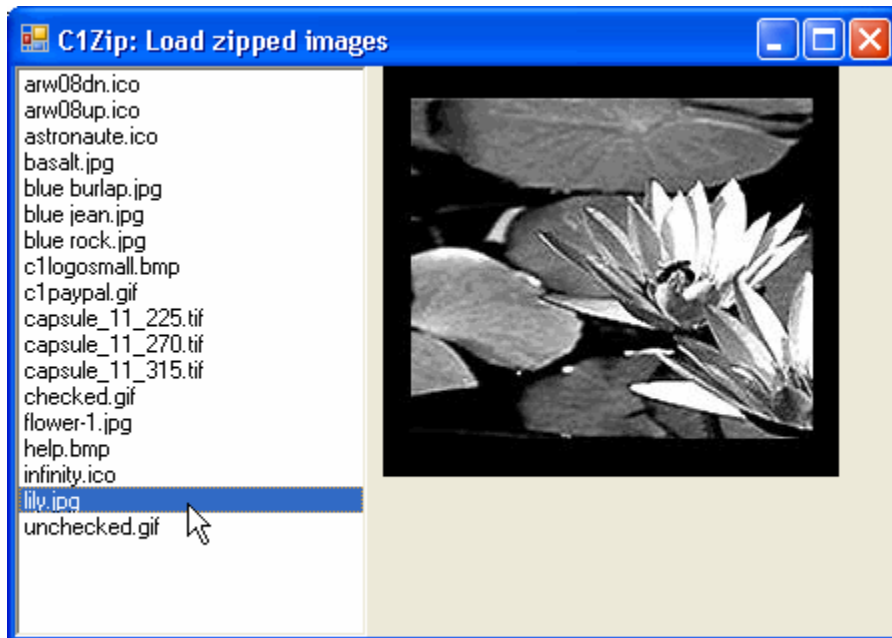 C1Zip: Load zipped images
arw08dn.ico
arw08up.ico
astronaute.ico
basalt.jpg
blue burlap.jpg
blue jean.jpg
blue rock.jpg
c1logosmall.bmp
c1paypal.gif
capsule_11_225.tif
capsule_11_270.tif
capsule_11_315.tif
checked.gif
flower-1.jpg
help.bmp
infinity.ico
lily.jpg
unchecked.gif